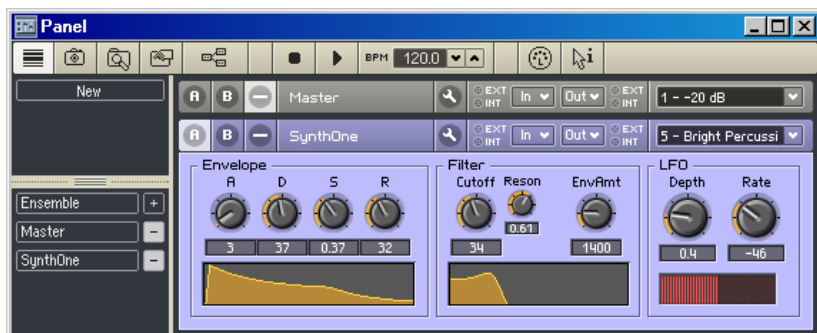 Panel
BPM 120.0
New
A B Master EXT INT In Out EXT INT 1 - -20 dB
A B SynthOne EXT INT In Out EXT INT 5 - Bright Percussi
Ensemble +
Master -
SynthOne -
Envelope
A D S R
3 37 0.37 32
Filter
Cutoff Reson EnvAmt
0.61
34 1400
LFO
Depth Rate
0.4 -46